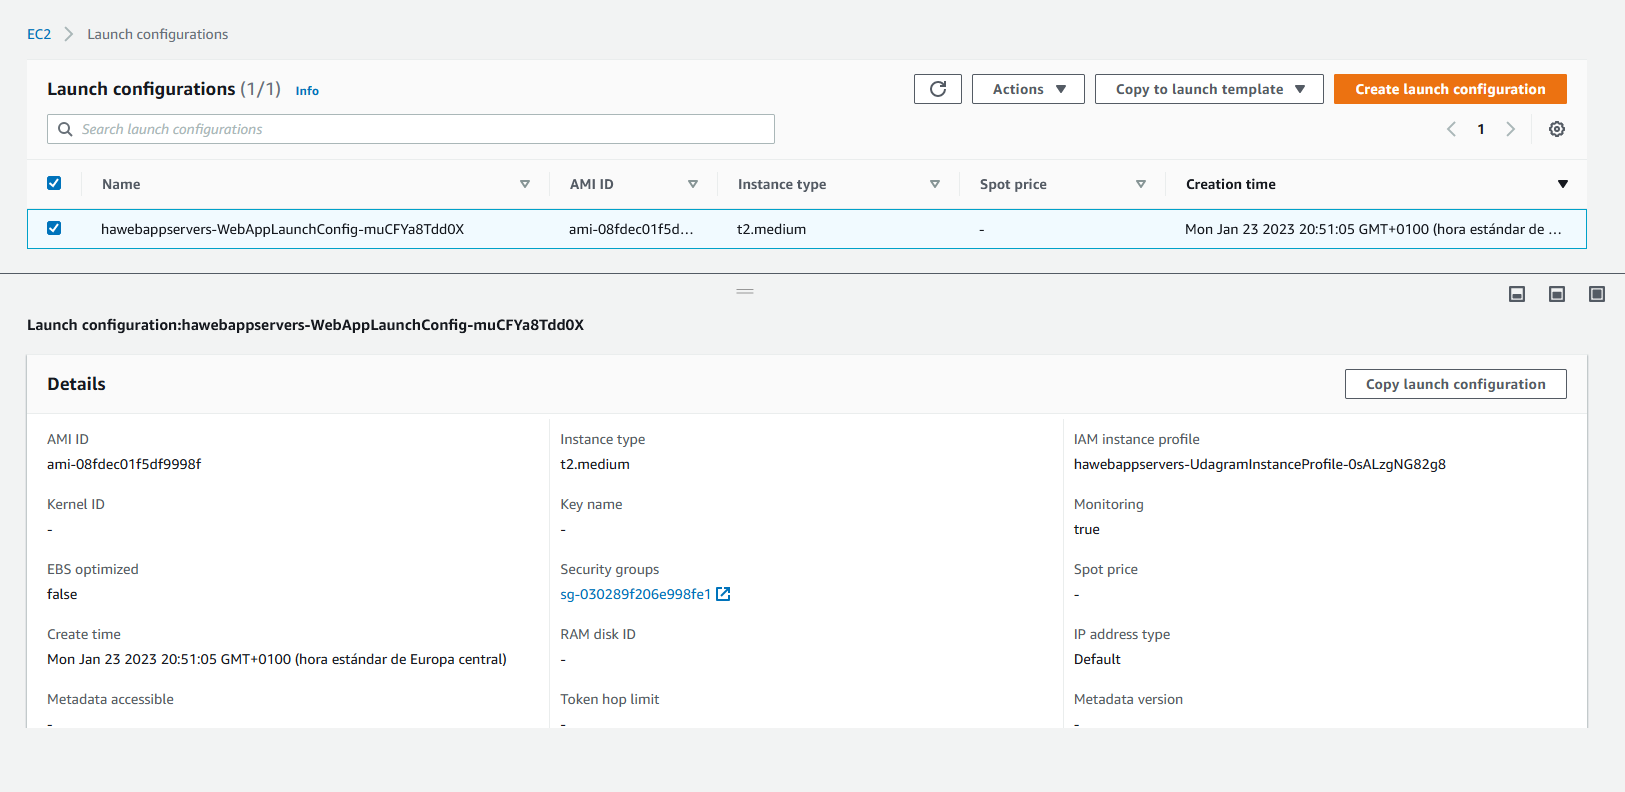 EC2 Launch configurations
Launch configurations (1/1) Info
Actions Copy to launch template Create launch configuration
Search launch configurations
1
Name AMI ID Instance type Spot price Creation time
hawebappservers-WebAppLaunchConfig-muCFYa8Tdd0X ami-08fdec01f5d... t2.medium - Mon Jan 23 2023 20:51:05 GMT+0100 (hora estándar de ...
Launch configuration:hawebappservers-WebAppLaunchConfig-muCFYa8Tdd0X
Details Copy launch configuration
AMI ID Instance type IAM instance profile
ami-08fdec01f5df9998f t2.medium hawebappservers-UdagramInstanceProfile-0sALzgNG82g8
Kernel ID Key name Monitoring
- - true
EBS optimized Security groups Spot price
false sg-030289f206e998fe1 -
Create time RAM disk ID IP address type
Mon Jan 23 2023 20:51:05 GMT+0100 (hora estándar de Europa central) - Default
Metadata accessible Token hop limit Metadata version
- - -